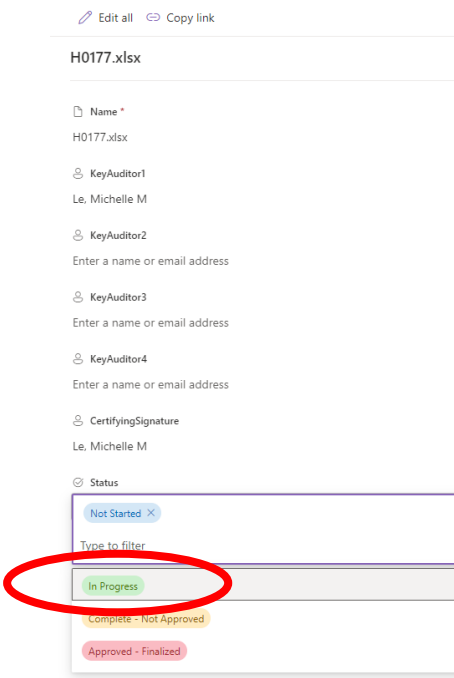 Edit all Copy link
H0177.xlsx
Name *
H0177.xlsx
KeyAuditor1
Le, Michelle M
KeyAuditor2
Enter a name or email address
KeyAuditor3
Enter a name or email address
KeyAuditor4
Enter a name or email address
CertifyingSignature
Le, Michelle M
Status
Not Started ×
Type to filter
In Progress
Complete - Not Approved
Approved - Finalized